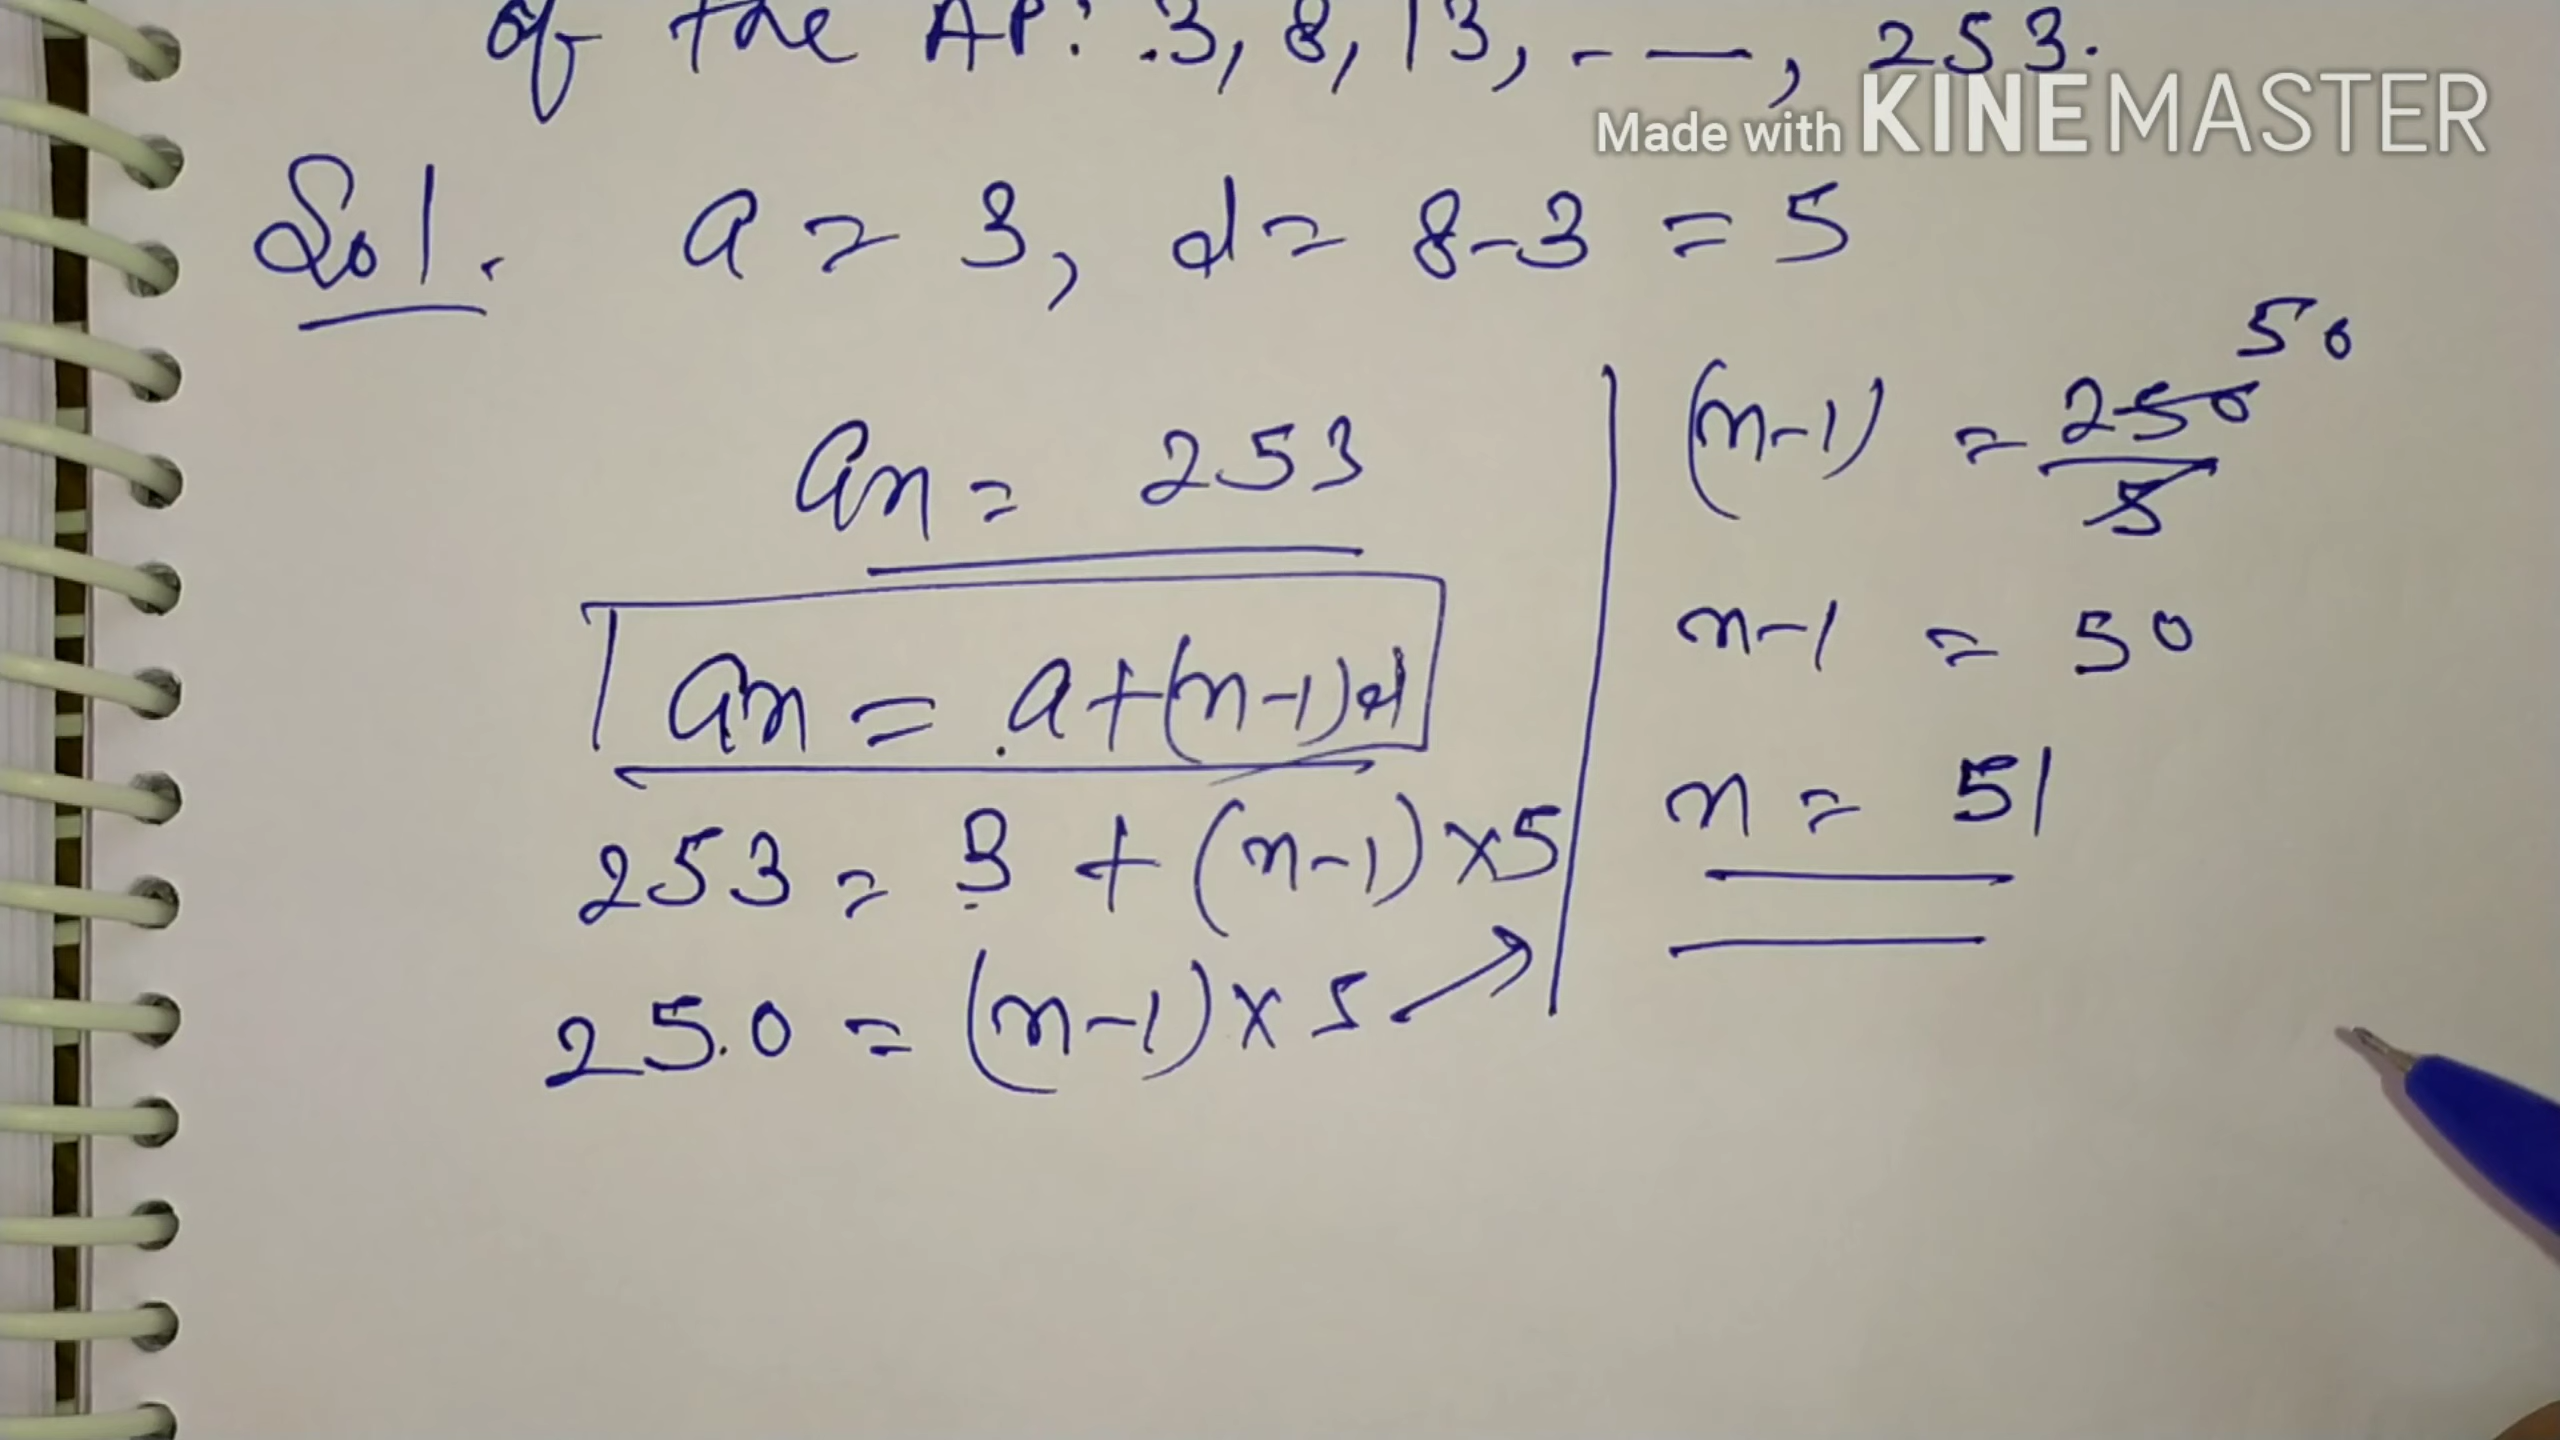 of the AP: 3, 8, 13, - —, 253.
Made with KINEMASTER
Sol. a = 3, d = 8-3 = 5
an = 253
an = a+(n-1)d
253 = 3 + (n-1)×5
250 = (n-1)×5
50
(n-1) = 250
5
n-1 = 50
n = 51